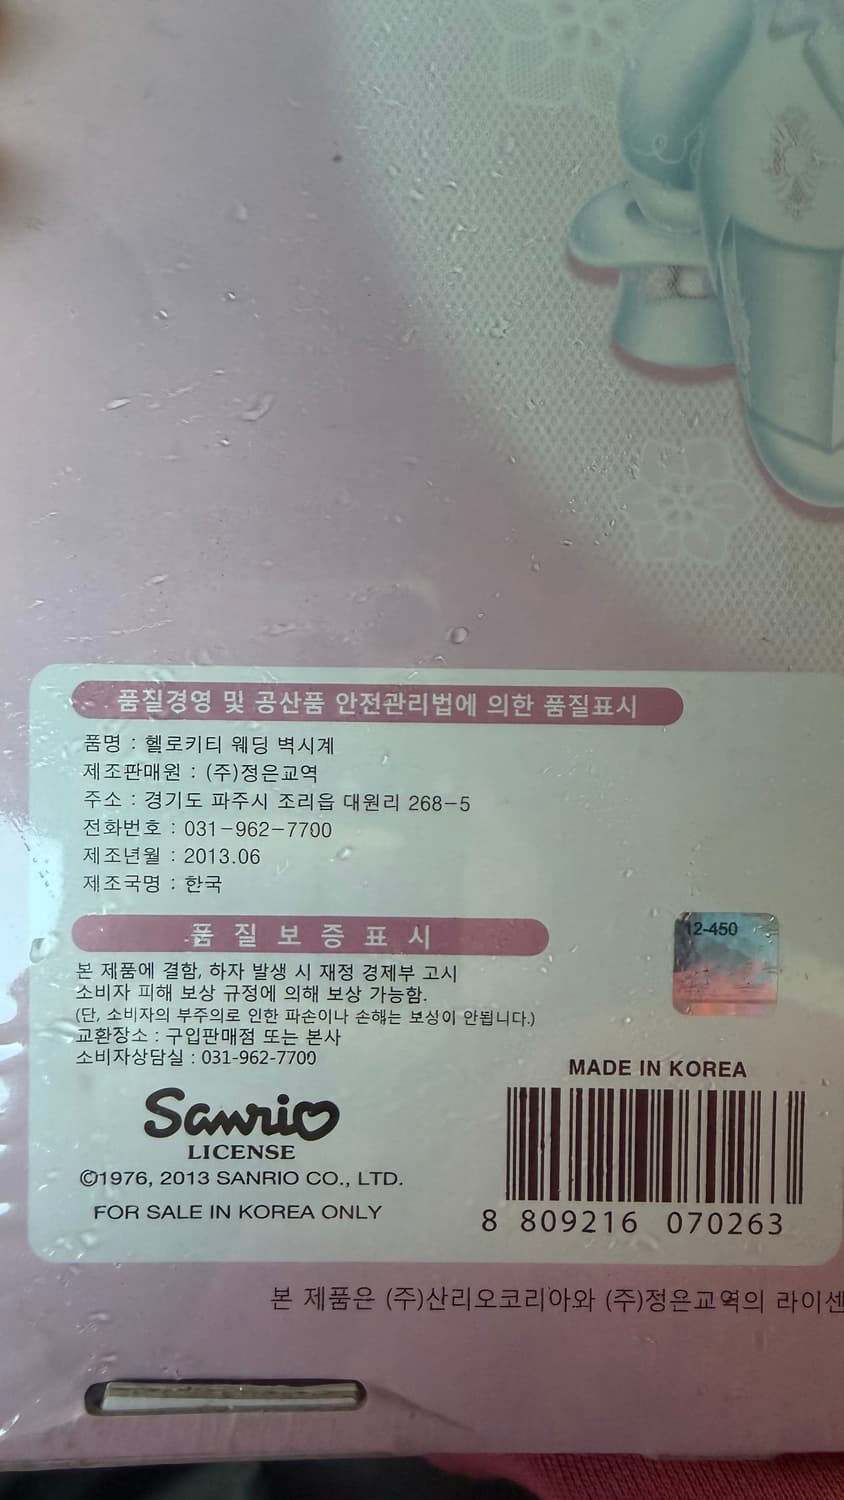 품질경영 및 공산품 안전관리법에 의한 품질표시
품명 : 헬로키티 웨딩 벽시계
제조판매원 : (주)정은교역
주소 : 경기도 파주시 조리읍 대원리 268-5
전화번호 : 031-962-7700
제조년월 : 2013.06
제조국명 : 한국
품 질 보 증 표 시
본 제품에 결함, 하자 발생 시 재정 경제부 고시
소비자 피해 보상 규정에 의해 보상 가능함.
(단, 소비자의 부주의로 인한 파손이나 손해는 보상이 안됩니다.)
교환장소 : 구입판매점 또는 본사
소비자상담실 : 031-962-7700
12-450
Sanrio
LICENSE
©1976, 2013 SANRIO CO., LTD.
FOR SALE IN KOREA ONLY
MADE IN KOREA
8 809216 070263
본 제품은 (주)산리오코리아와 (주)정은교역의 라이센